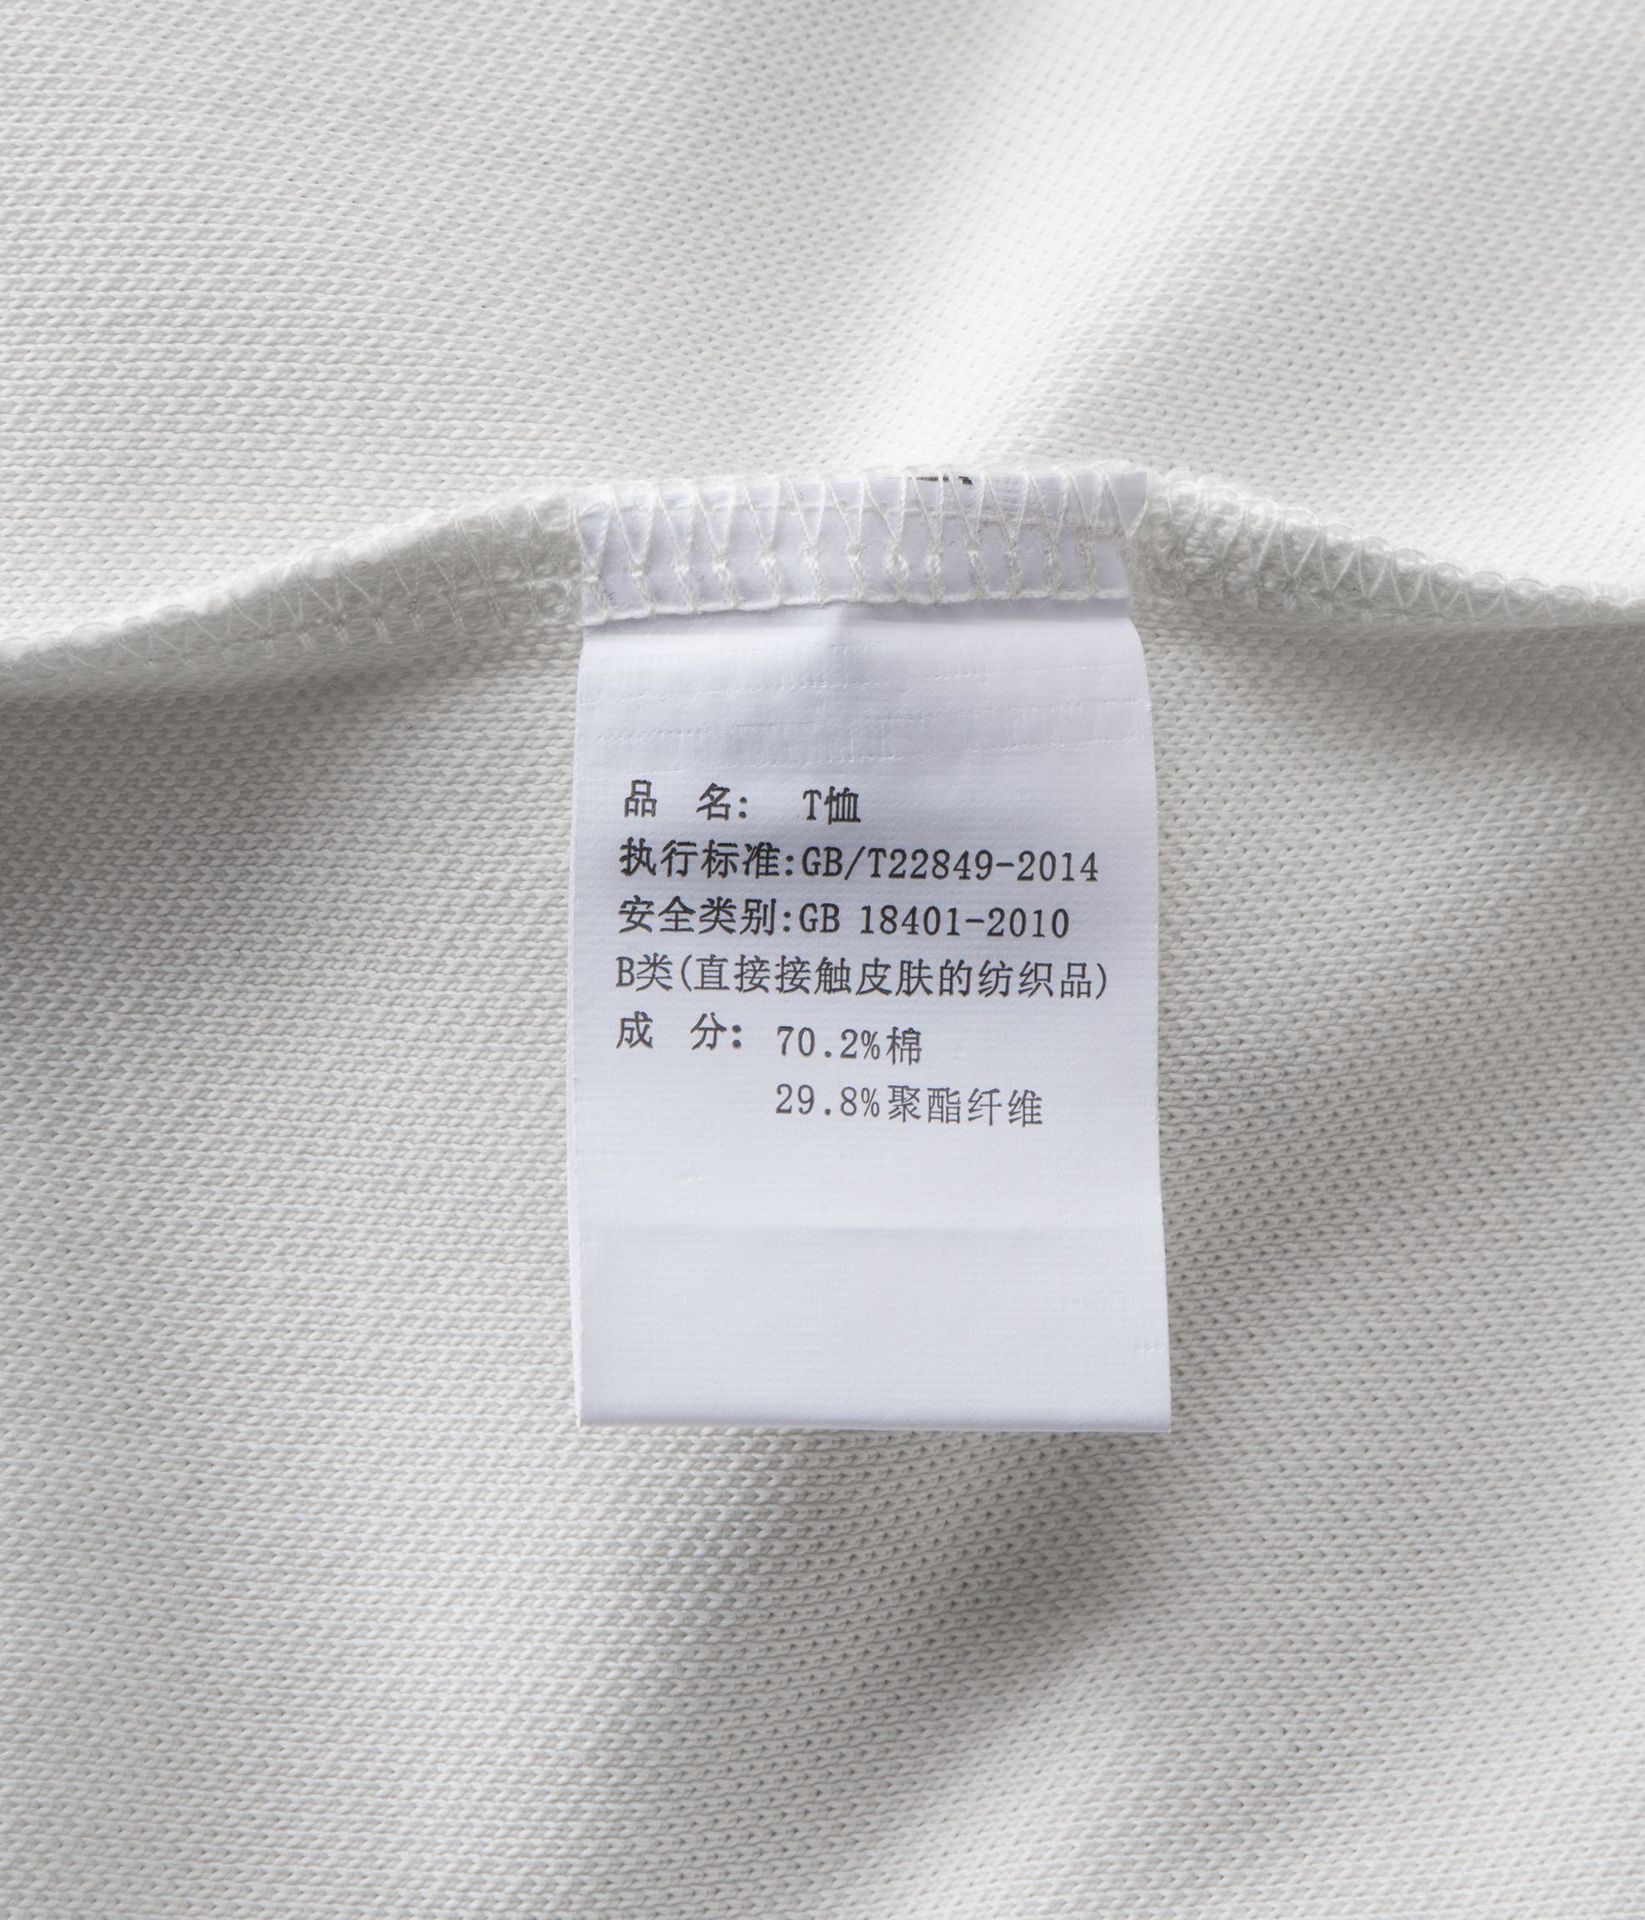 品 名: T恤
执行标准:GB/T22849-2014
安全类别:GB 18401-2010
B类(直接接触皮肤的纺织品)
成 分: 70.2%棉
29.8%聚酯纤维